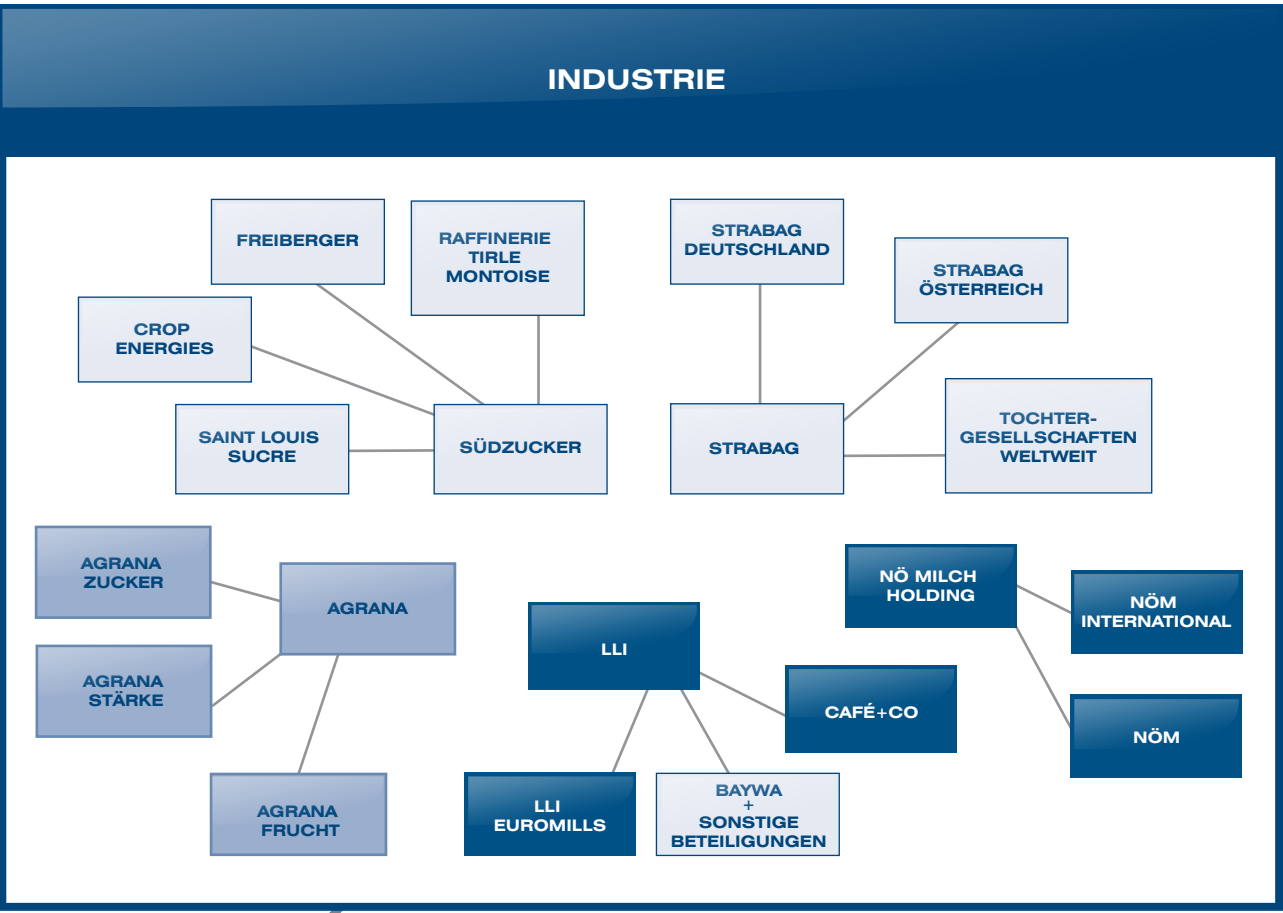 INDUSTRIE
FREIBERGER
RAFFINERIE
TIRLE
MONTOISE
STRABAG
DEUTSCHLAND
STRABAG
ÖSTERREICH
CROP
ENERGIES
SAINT LOUIS
SUCRE
SÜDZUCKER
STRABAG
TOCHTER-
GESELLSCHAFTEN
WELTWEIT
AGRANA
ZUCKER
AGRANA
AGRANA
STÄRKE
AGRANA
FRUCHT
LLI
CAFÉ+CO
LLI
EUROMILLS
BAYWA
+
SONSTIGE
BETEILIGUNGEN
NÖ MILCH
HOLDING
NÖM
INTERNATIONAL
NÖM